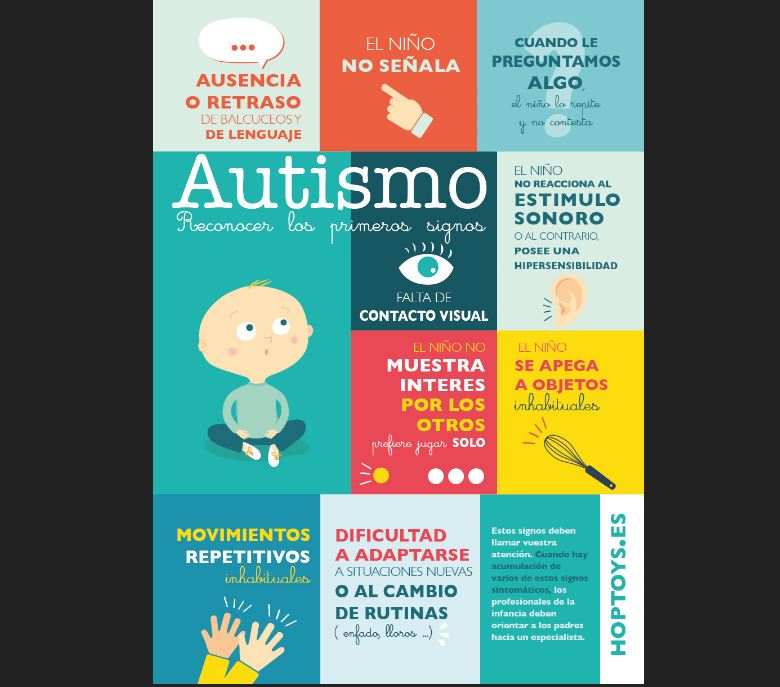 AUSENCIA
O RETRASO
DE BALCUCEOS Y
DE LENGUAJE
EL NIÑO
NO SEÑALA
CUANDO LE
PREGUNTAMOS
ALGO,
el niño lo repite
y no contesta
Autismo
Reconocer los primeros signos
FALTA DE
CONTACTO VISUAL
EL NIÑO
NO REACCIONA AL
ESTIMULO
SONORO
O AL CONTRARIO,
POSEE UNA
HIPERSENSIBILIDAD
EL NIÑO NO
MUESTRA
INTERES
POR LOS
OTROS
prefiere jugar SOLO
EL NIÑO
SE APEGA
A OBJETOS
inhabituales
MOVIMIENTOS
REPETITIVOS
inhabituales
DIFICULTAD
A ADAPTARSE
A SITUACIONES NUEVAS
O AL CAMBIO
DE RUTINAS
( enfado, lloros ...)
Estos signos deben
llamar vuestra
atención. Cuando hay
acumulación de
varios de estos signos
sintomáticos, los
profesionales de la
infancia deben
orientar a los padres
hacia un especialista.
HOPTOYS.ES